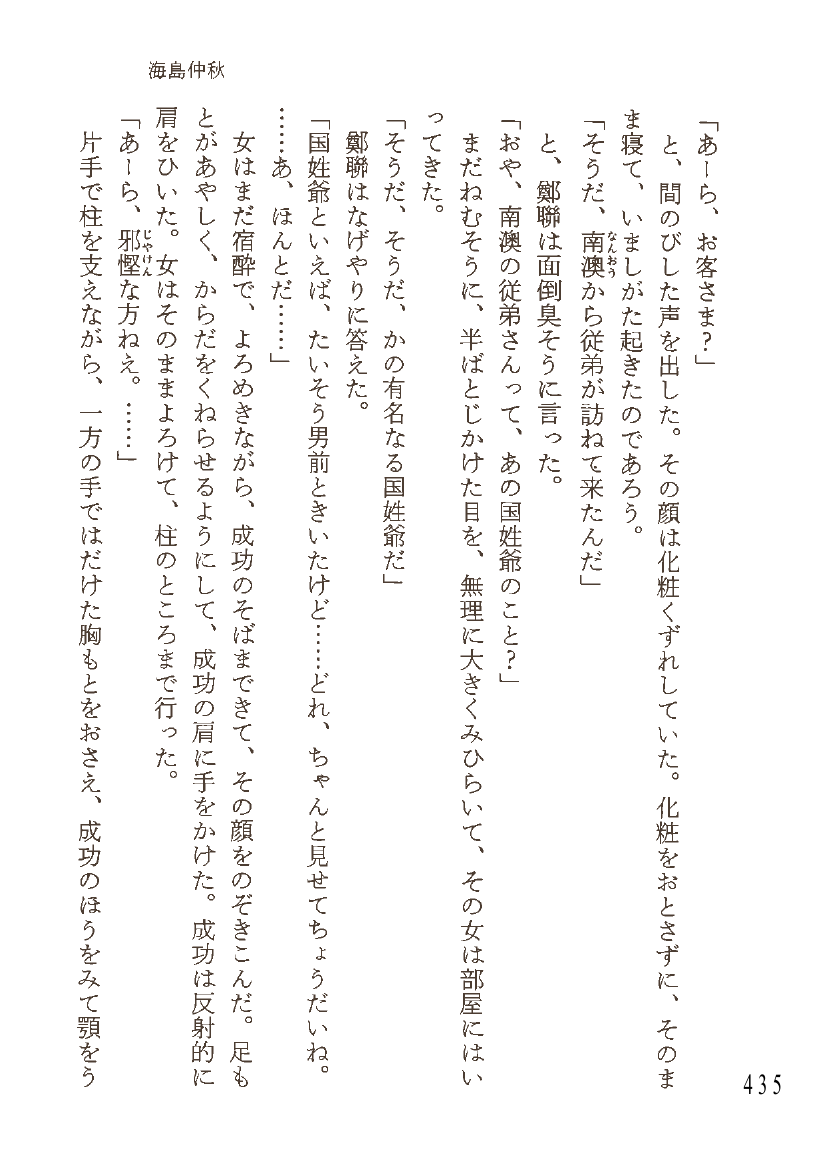 海島仲秋
「あーら、お客さま？」
と、間のびした声を出した。その顔は化粧くずれしていた。化粧をおとさずに、そのま
ま寝て、いましがた起きたのであろう。
「そうだ、南澳から従弟が訪ねて来たんだ」
と、鄭聯は面倒臭そうに言った。
「おや、南澳の従弟さんって、あの国姓爺のこと？」
まだねむそうに、半ばとじかけた目を、無理に大きくみひらいて、その女は部屋にはい
ってきた。
「そうだ、そうだ、かの有名なる国姓爺だ」
鄭聯はなげやりに答えた。
「国姓爺といえば、たいそう男前ときいたけど……どれ、ちゃんと見せてちょうだいね。
……あ、ほんとだ……」
女はまだ宿酔で、よろめきながら、成功のそばまできて、その顔をのぞきこんだ。足も
とがあやしく、からだをくねらせるようにして、成功の肩に手をかけた。成功は反射的に
肩をひいた。女はそのままよろけて、柱のところまで行った。
「あーら、邪慳な方ねえ。……」
片手で柱を支えながら、一方の手ではだけた胸もとをおさえ、成功のほうをみて顎をう
なんおう
じゃけん
435